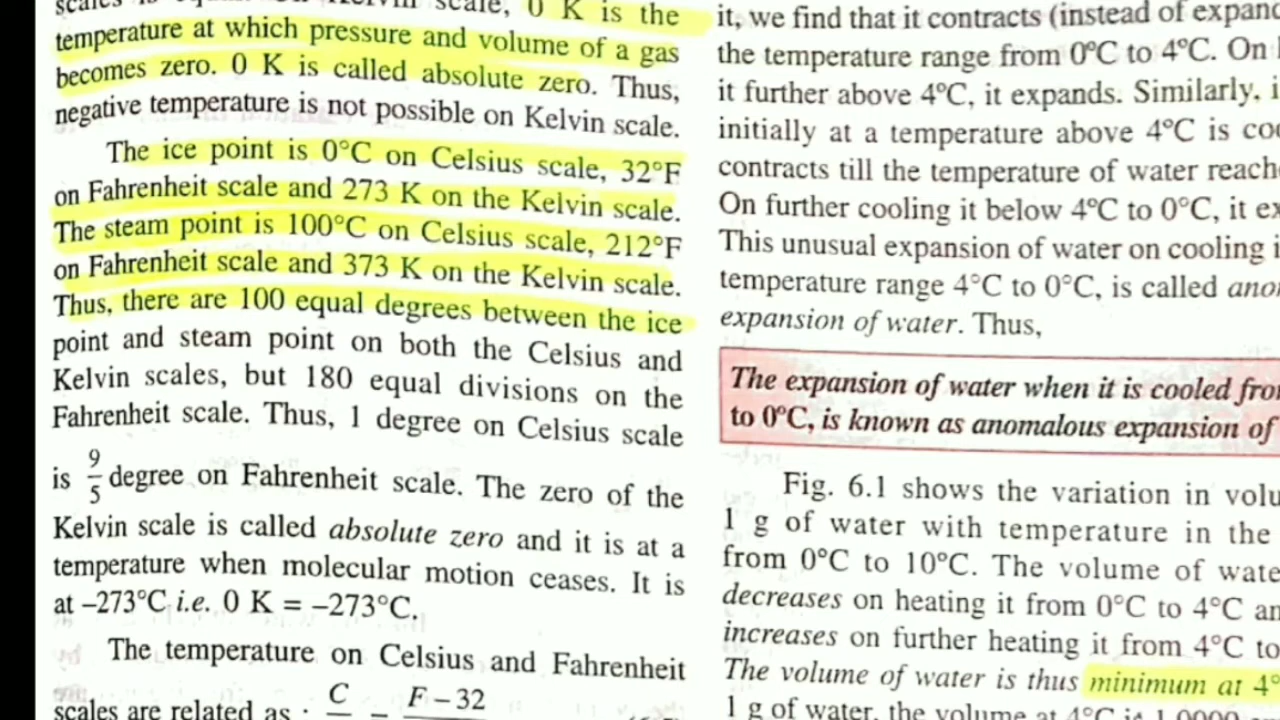 scale, 0 K is the
temperature at which pressure and volume of a gas
becomes zero. 0 K is called absolute zero. Thus,
negative temperature is not possible on Kelvin scale.
The ice point is 0°C on Celsius scale, 32°F
on Fahrenheit scale and 273 K on the Kelvin scale.
The steam point is 100°C on Celsius scale, 212°F
on Fahrenheit scale and 373 K on the Kelvin scale.
Thus, there are 100 equal degrees between the ice
point and steam point on both the Celsius and
Kelvin scales, but 180 equal divisions on the
Fahrenheit scale. Thus, 1 degree on Celsius scale
is 9/5 degree on Fahrenheit scale. The zero of the
Kelvin scale is called absolute zero and it is at a
temperature when molecular motion ceases. It is
at –273°C i.e. 0 K = –273°C.
The temperature on Celsius and Fahrenheit
scales are related as : C F – 32
it, we find that it contracts (instead of
the temperature range from 0°C to 4°C. On
it further above 4°C, it expands. Similarly,
initially at a temperature above 4°C is
contracts till the temperature of water
On further cooling it below 4°C to 0°C, it
This unusual expansion of water on cooling
temperature range 4°C to 0°C, is called
expansion of water. Thus,
The expansion of water when it is cooled
to 0°C, is known as anomalous expansion of
Fig. 6.1 shows the variation in
1 g of water with temperature in the
from 0°C to 10°C. The volume of
decreases on heating it from 0°C to 4°C
increases on further heating it from 4°C to
The volume of water is thus minimum at 4°
1 g of water, the volume at 4°C is